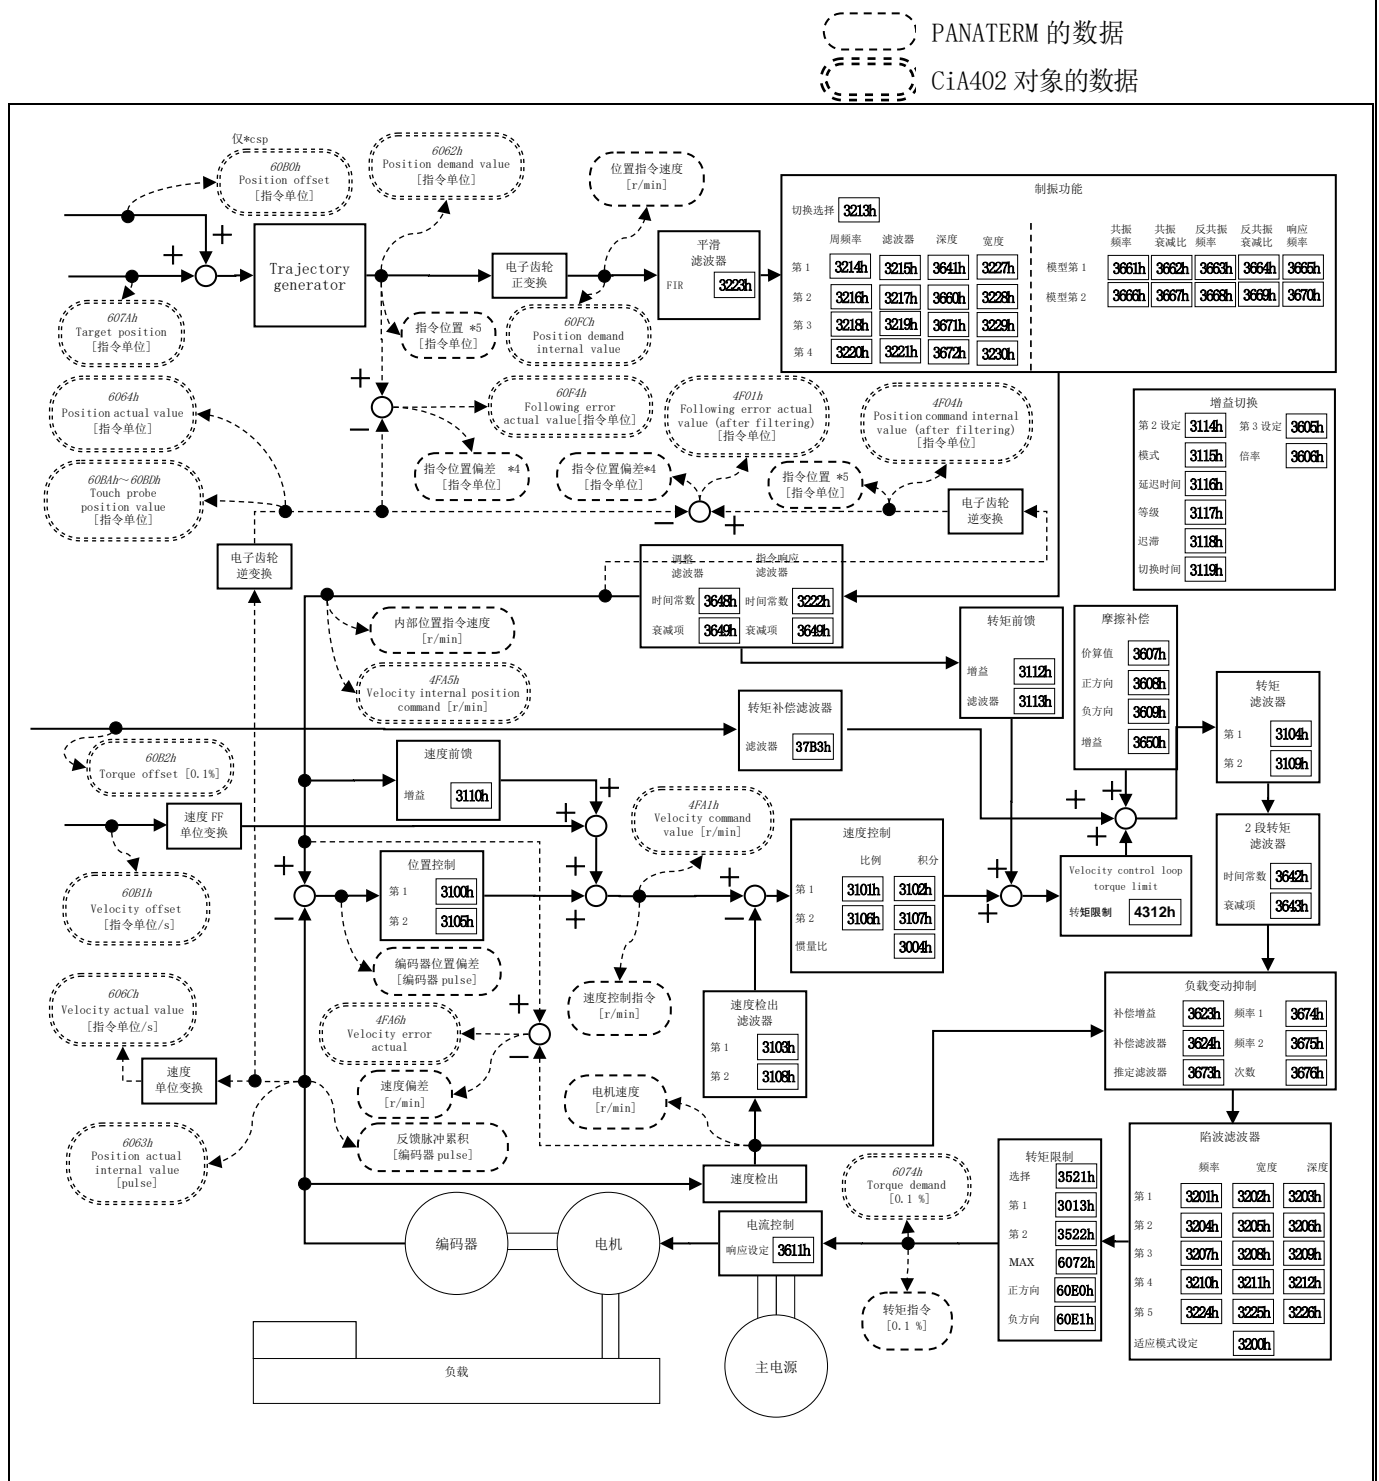 PANATERM 的数据
CiA402 对象的数据
仅*csp
60B0h
Position offset
[指令单位]
6062h
Position demand value
[指令单位]
位置指令速度
[r/min]
+
+
Trajectory
generator
电子齿轮
正变换
平滑
滤波器
FIR 3223h
制振功能
切换选择 3213h
周频率 滤波器 深度 宽度
第 1 3214h 3215h 3641h 3227h
第 2 3216h 3217h 3660h 3228h
第 3 3218h 3219h 3671h 3229h
第 4 3220h 3221h 3672h 3230h
共振 共振 反共振 反共振 响应
频率 衰减比 频率 衰减比 频率
模型第 1 3661h 3662h 3663h 3664h 3665h
模型第 2 3666h 3667h 3668h 3669h 3670h
607Ah
Target position
[指令单位]
指令位置 *5
[指令单位]
60FCh
Position demand
internal value
+
−
6064h
Position actual value
[指令单位]
60F4h
Following error
actual value[指令单位]
4F01h
Following error actual
value (after filtering)
[指令单位]
4F04h
Position command internal
value (after filtering)
[指令单位]
增益切换
第 2 设定 3114h 第 3 设定 3605h
模式 3115h 倍率 3606h
延迟时间 3116h
等级 3117h
迟滞 3118h
切换时间 3119h
60BAh～60BDh
Touch probe
position value
[指令单位]
指令位置偏差 *4
[指令单位]
指令位置偏差*4
[指令单位]
指令位置 *5
[指令单位]
−
+
电子齿轮
逆变换
电子齿轮
逆变换
调整 指令响应
滤波器 滤波器
时间常数 3648h 时间常数 3222h
衰减项 3649h 衰减项 3649h
内部位置指令速度
[r/min]
4FA5h
Velocity internal position
command [r/min]
转矩前馈
增益 3112h
滤波器 3113h
摩擦补偿
价算值 3607h
正方向 3608h
负方向 3609h
增益 3650h
转矩
滤波器
第 1 3104h
第 2 3109h
转矩补偿滤波器
滤波器 37B3h
60B2h
Torque offset [0.1%]
速度前馈
增益 3110h
速度 FF
单位变换
+
+
4FA1h
Velocity command
value [r/min]
+
+
+
2 段转矩
滤波器
时间常数 3642h
衰减项 3643h
60B1h
Velocity offset
[指令单位/s]
+
−
位置控制
第 1 3100h
第 2 3105h
+
+
−
速度控制
比例 积分
第 1 3101h 3102h
第 2 3106h 3107h
惯量比 3004h
+
+
Velocity control loop
torque limit
转矩限制 4312h
编码器位置偏差
[编码器 pulse]
速度控制指令
[r/min]
606Ch
Velocity actual value
[指令单位/s]
4FA6h
Velocity error
actual
+
−
速度检出
滤波器
第 1 3103h
第 2 3108h
负载变动抑制
补偿增益 3623h 频率 1 3674h
补偿滤波器 3624h 频率 2 3675h
推定滤波器 3673h 次数 3676h
速度
单位变换
速度偏差
[r/min]
电机速度
[r/min]
6063h
Position actual
internal value
[pulse]
反馈脉冲累积
[编码器 pulse]
速度检出
6074h
Torque demand
[0.1 %]
转矩限制
选择 3521h
第 1 3013h
第 2 3522h
MAX 6072h
正方向 60E0h
负方向 60E1h
陷波滤波器
频率 宽度 深度
第 1 3201h 3202h 3203h
第 2 3204h 3205h 3206h
第 3 3207h 3208h 3209h
第 4 3210h 3211h 3212h
第 5 3224h 3225h 3226h
适应模式设定 3200h
编码器
电机
电流控制
响应设定 3611h
转矩指令
[0.1 %]
主电源
负载